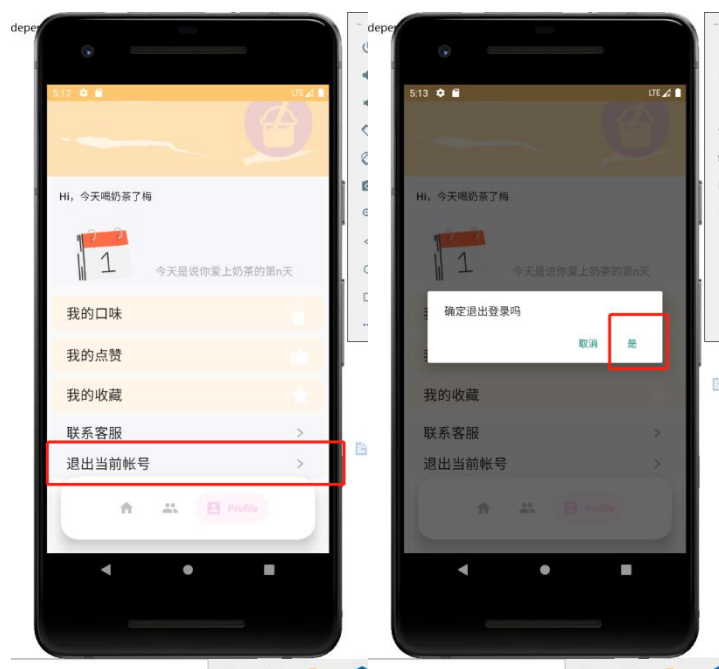 depe
5:12
LTE
Hi，今天喝奶茶了梅
1
今天是说你爱上奶茶的第n天
我的口味
我的点赞
我的收藏
联系客服
退出当前帐号
Profile
depe
5:13
LTE
Hi，今天喝奶茶了梅
1
今天是说你爱上奶茶的第n天
确定退出登录吗
取消
是
我的收藏
联系客服
退出当前帐号
Profile